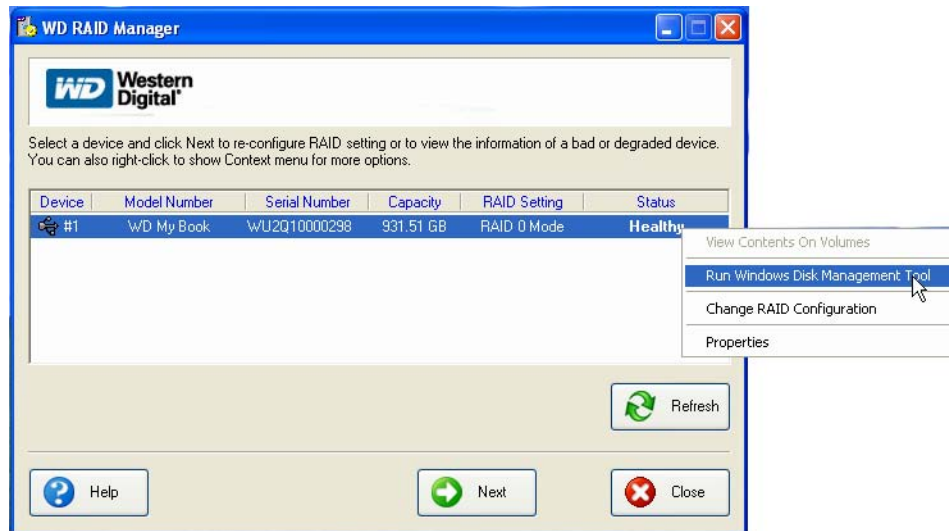 WD RAID Manager
WD Western Digital
Select a device and click Next to re-configure RAID setting or to view the information of a bad or degraded device.
You can also right-click to show Context menu for more options.
Device Model Number Serial Number Capacity RAID Setting Status
#1 WD My Book WU2Q10000298 931.51 GB RAID 0 Mode Healthy
View Contents On Volumes
Run Windows Disk Management Tool
Change RAID Configuration
Properties
Refresh
Help Next Close